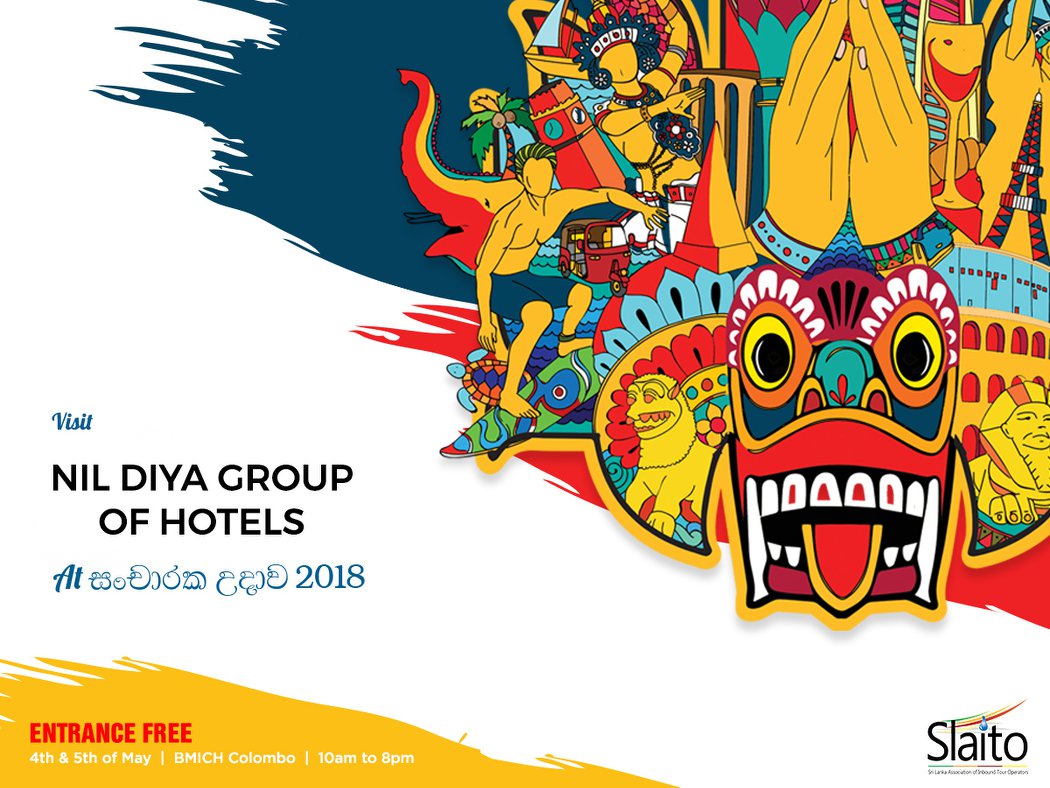 Visit
NIL DIYA GROUP
OF HOTELS
At සංචාරක උදාව 2018
ENTRANCE FREE
4th & 5th of May | BMICH Colombo | 10am to 8pm
Slaito
Sri Lanka Association of Inbound Tour Operators